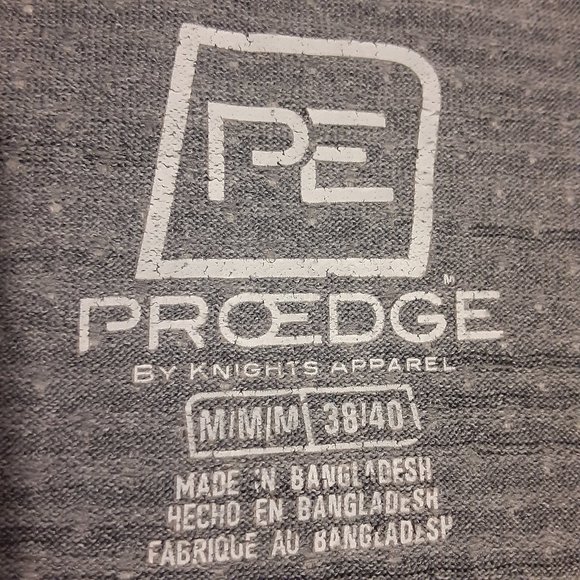 PE
PROEDGE
BY KNIGHTS APPAREL
M/M/M 38/40
MADE IN BANGLADESH
HECHO EN BANGLADESH
FABRIQUE AU BANGLADESH